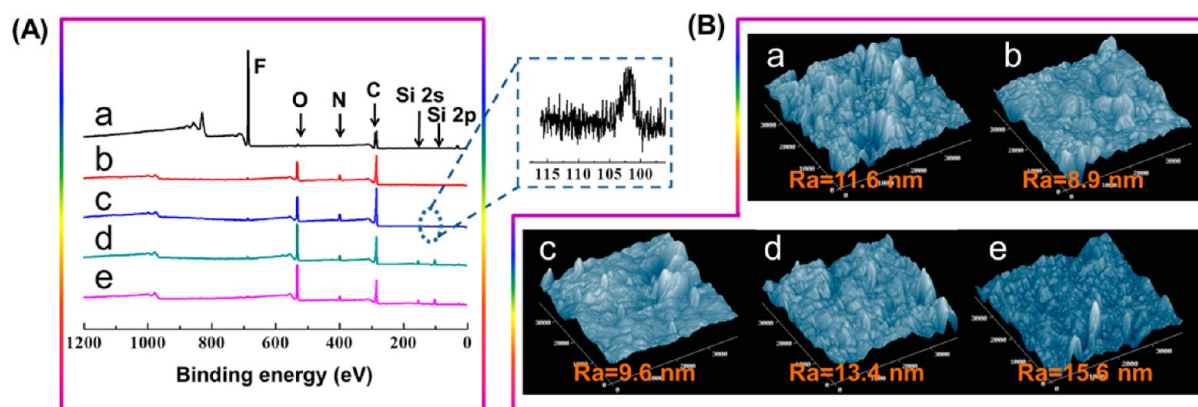 (A)
F
O
N
C
Si 2s
Si 2p
a
b
c
d
e
1200 1000 800 600 400 200 0
Binding energy (eV)
115 110 105 100
(B)
a
b
Ra=11.6 nm
Ra=8.9 nm
c
d
e
Ra=9.6 nm
Ra=13.4 nm
Ra=15.6 nm